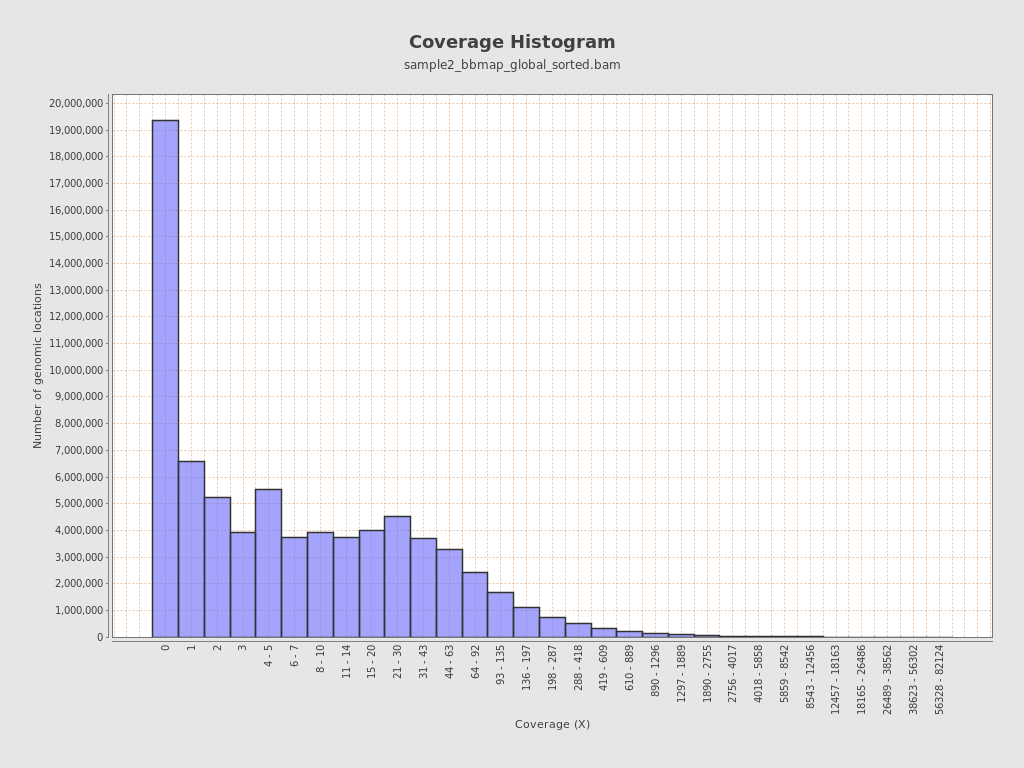 Coverage Histogram
sample2_bbmap_global_sorted.bam
Number of genomic locations
20,000,000
19,000,000
18,000,000
17,000,000
16,000,000
15,000,000
14,000,000
13,000,000
12,000,000
11,000,000
10,000,000
9,000,000
8,000,000
7,000,000
6,000,000
5,000,000
4,000,000
3,000,000
2,000,000
1,000,000
0
0
1
2
3
4 - 5
6 - 7
8 - 10
11 - 14
15 - 20
21 - 30
31 - 43
44 - 63
64 - 92
93 - 135
136 - 197
198 - 287
288 - 418
419 - 609
610 - 889
890 - 1296
1297 - 1889
1890 - 2755
2756 - 4017
4018 - 5858
5859 - 8542
8543 - 12456
12457 - 18163
18165 - 26486
26489 - 38562
38623 - 56302
56328 - 82124
Coverage (X)